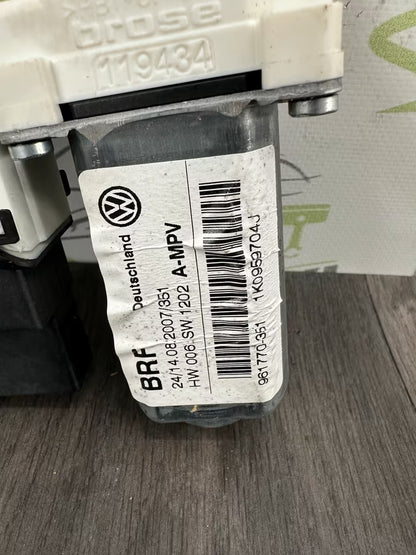 brose
119434
Deutschland
BRF
24/14.08.2007/351
HW 006. SW 1202 A-MPV
961770-351 1K0959704J